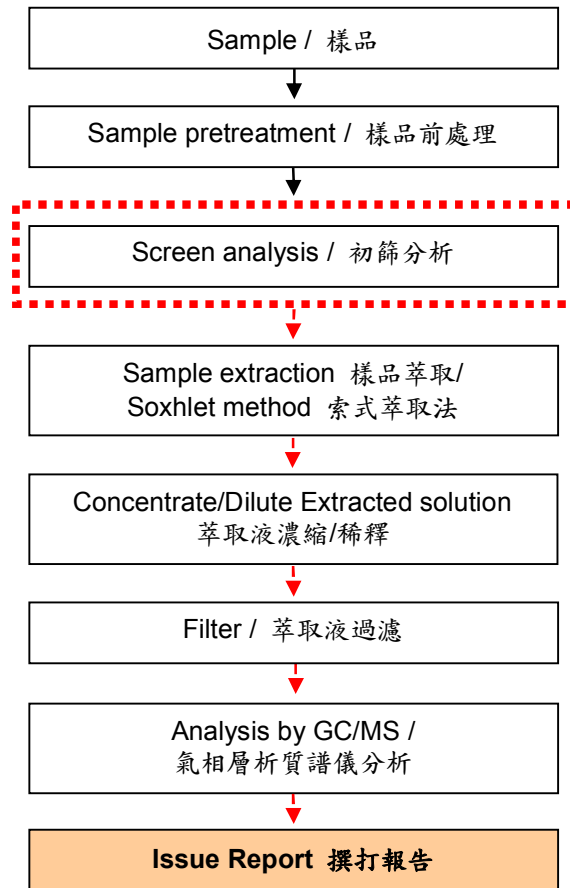 Sample / 樣品
Sample pretreatment / 樣品前處理
Screen analysis / 初篩分析
Sample extraction 樣品萃取/
Soxhlet method 索式萃取法
Concentrate/Dilute Extracted solution
萃取液濃縮/稀釋
Filter / 萃取液過濾
Analysis by GC/MS /
氣相層析質譜儀分析
Issue Report 撰打報告